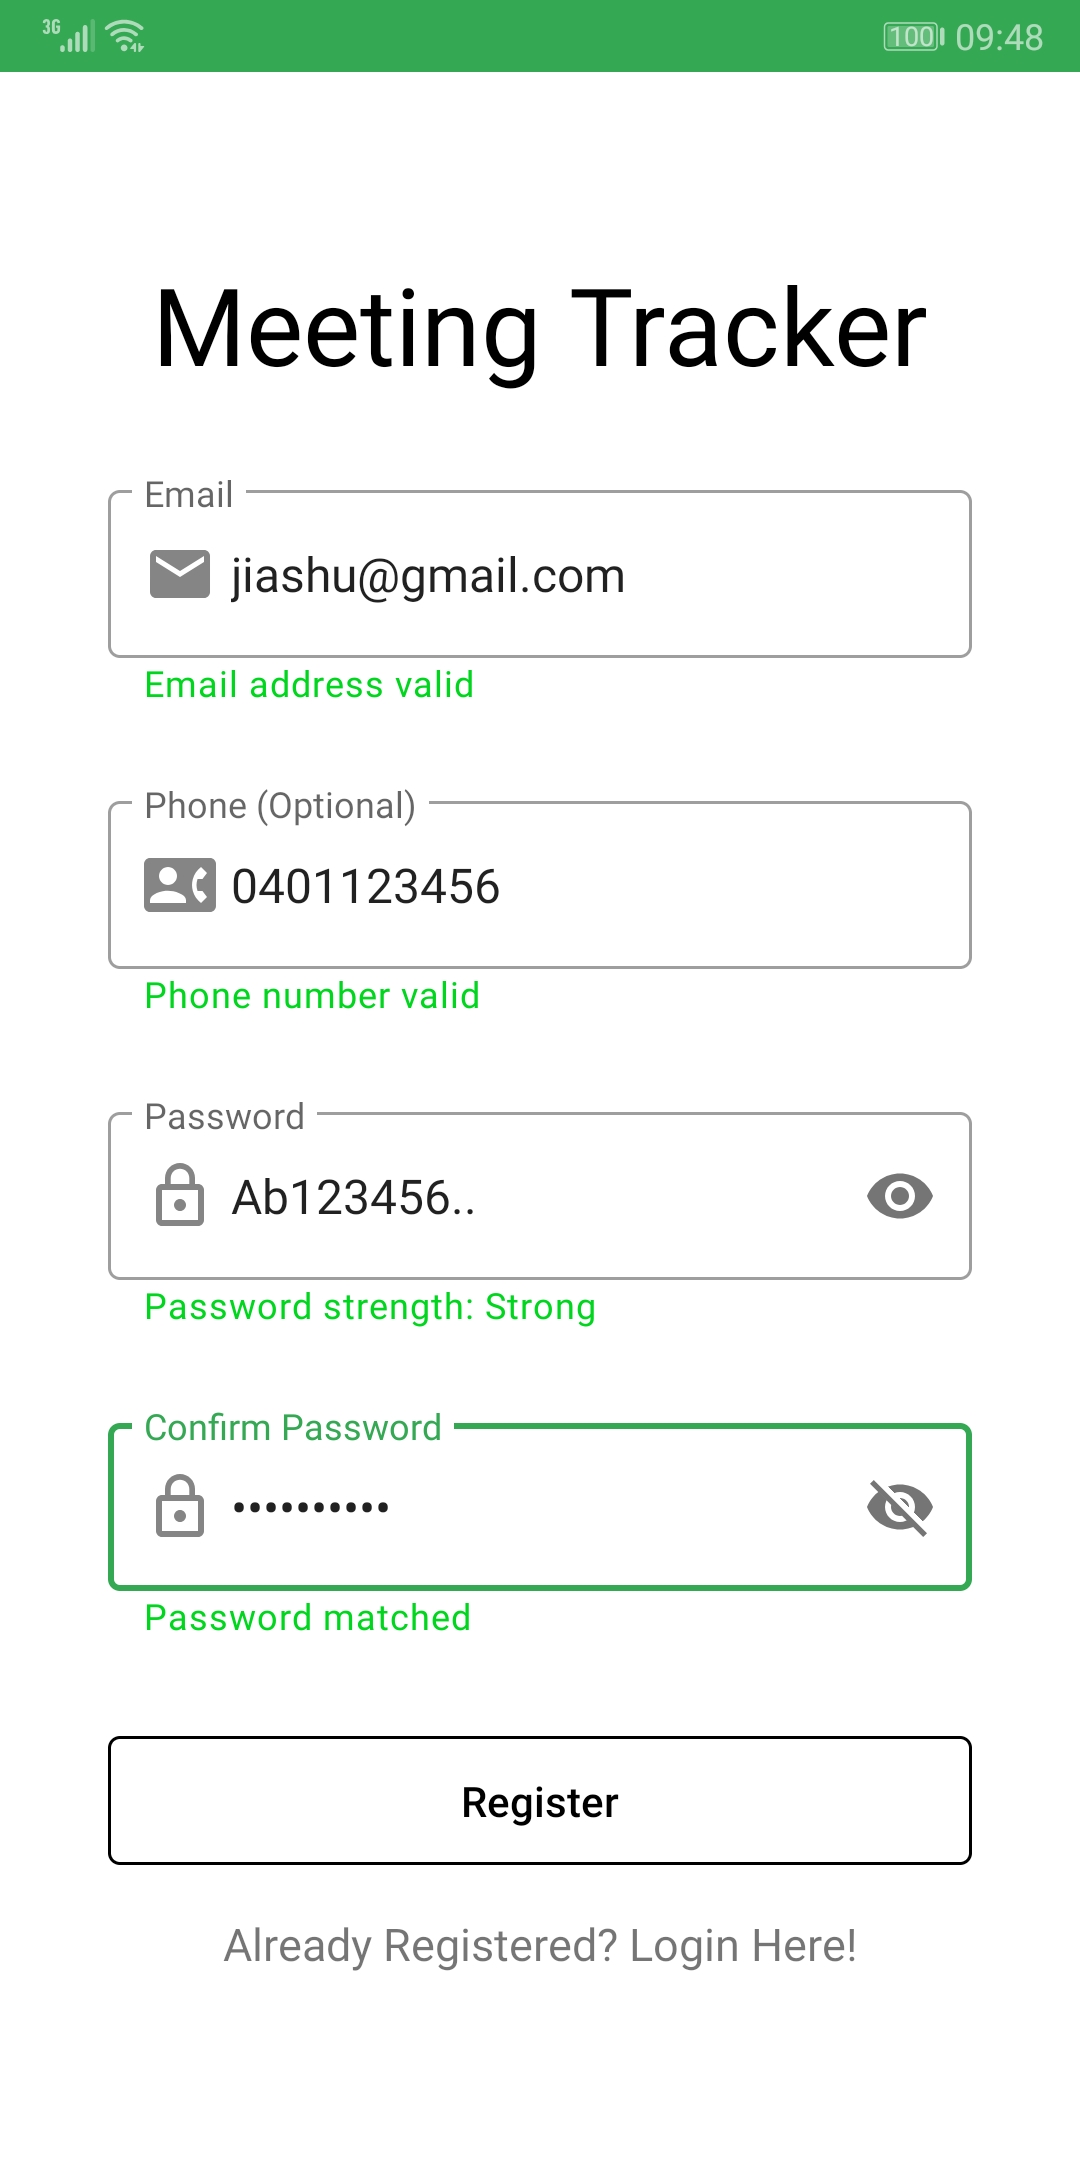 3G
100 09:48
Meeting Tracker
Email
jiashu@gmail.com
Email address valid
Phone (Optional)
0401123456
Phone number valid
Password
Ab123456..
Password strength: Strong
Confirm Password
••••••••••
Password matched
Register
Already Registered? Login Here!